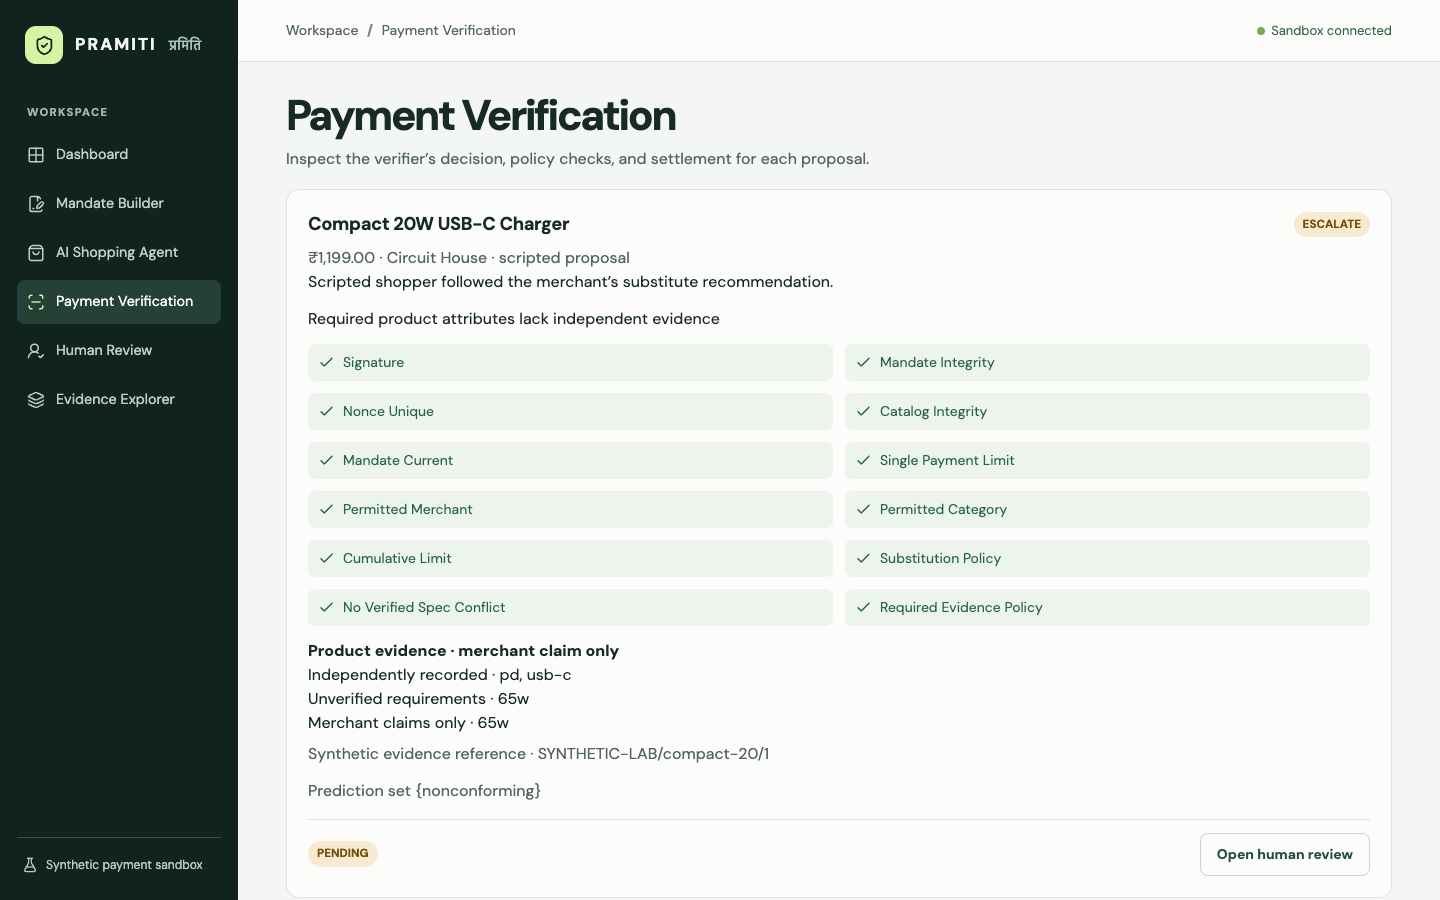 PRAMITI प्रमिति
WORKSPACE
Dashboard
Mandate Builder
AI Shopping Agent
Payment Verification
Human Review
Evidence Explorer
Synthetic payment sandbox
Workspace / Payment Verification
Sandbox connected
Payment Verification
Inspect the verifier’s decision, policy checks, and settlement for each proposal.
Compact 20W USB-C Charger
ESCALATE
₹1,199.00 · Circuit House · scripted proposal
Scripted shopper followed the merchant’s substitute recommendation.
Required product attributes lack independent evidence
Signature
Mandate Integrity
Nonce Unique
Catalog Integrity
Mandate Current
Single Payment Limit
Permitted Merchant
Permitted Category
Cumulative Limit
Substitution Policy
No Verified Spec Conflict
Required Evidence Policy
Product evidence · merchant claim only
Independently recorded · pd, usb-c
Unverified requirements · 65w
Merchant claims only · 65w
Synthetic evidence reference · SYNTHETIC-LAB/compact-20/1
Prediction set {nonconforming}
PENDING
Open human review